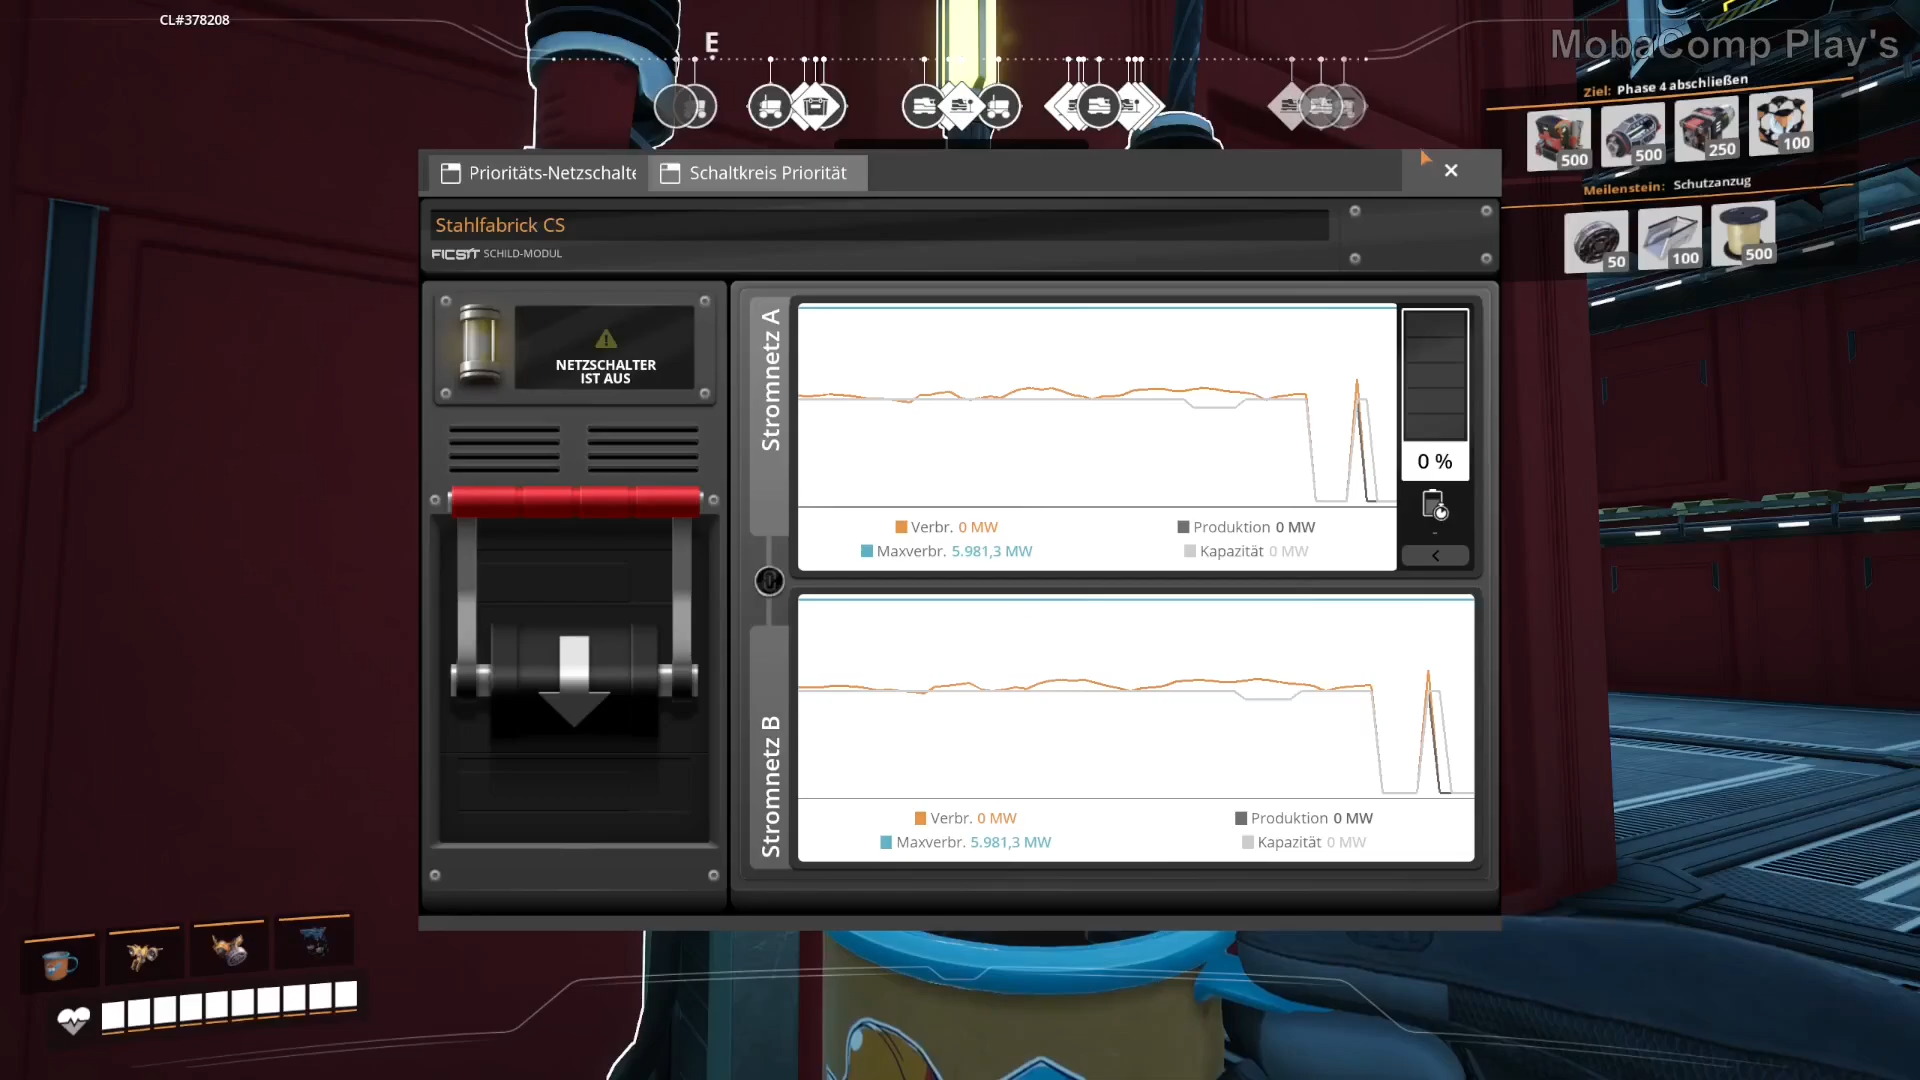 CL#378208
E
MobaComp Play's
Ziel: Phase 4 abschließen
500
500
250
100
Meilenstein: Schutzanzug
50
100
500
Prioritäts-Netzschalte
Schaltkreis Priorität
Stahlfabrick CS
FICSIT SCHILD-MODUL
NETZSCHALTER
IST AUS
Stromnetz A
0 %
-
Verbr. 0 MW
Produktion 0 MW
Maxverbr. 5.981,3 MW
Kapazität 0 MW
Stromnetz B
Verbr. 0 MW
Produktion 0 MW
Maxverbr. 5.981,3 MW
Kapazität 0 MW